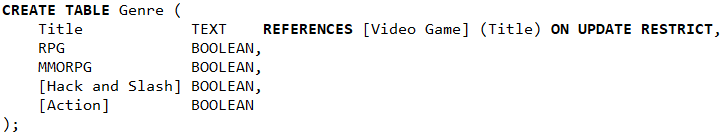 CREATE TABLE Genre (
    Title            TEXT    REFERENCES [Video Game] (Title) ON UPDATE RESTRICT,
    RPG              BOOLEAN,
    MMORPG           BOOLEAN,
    [Hack and Slash] BOOLEAN,
    [Action]         BOOLEAN
);